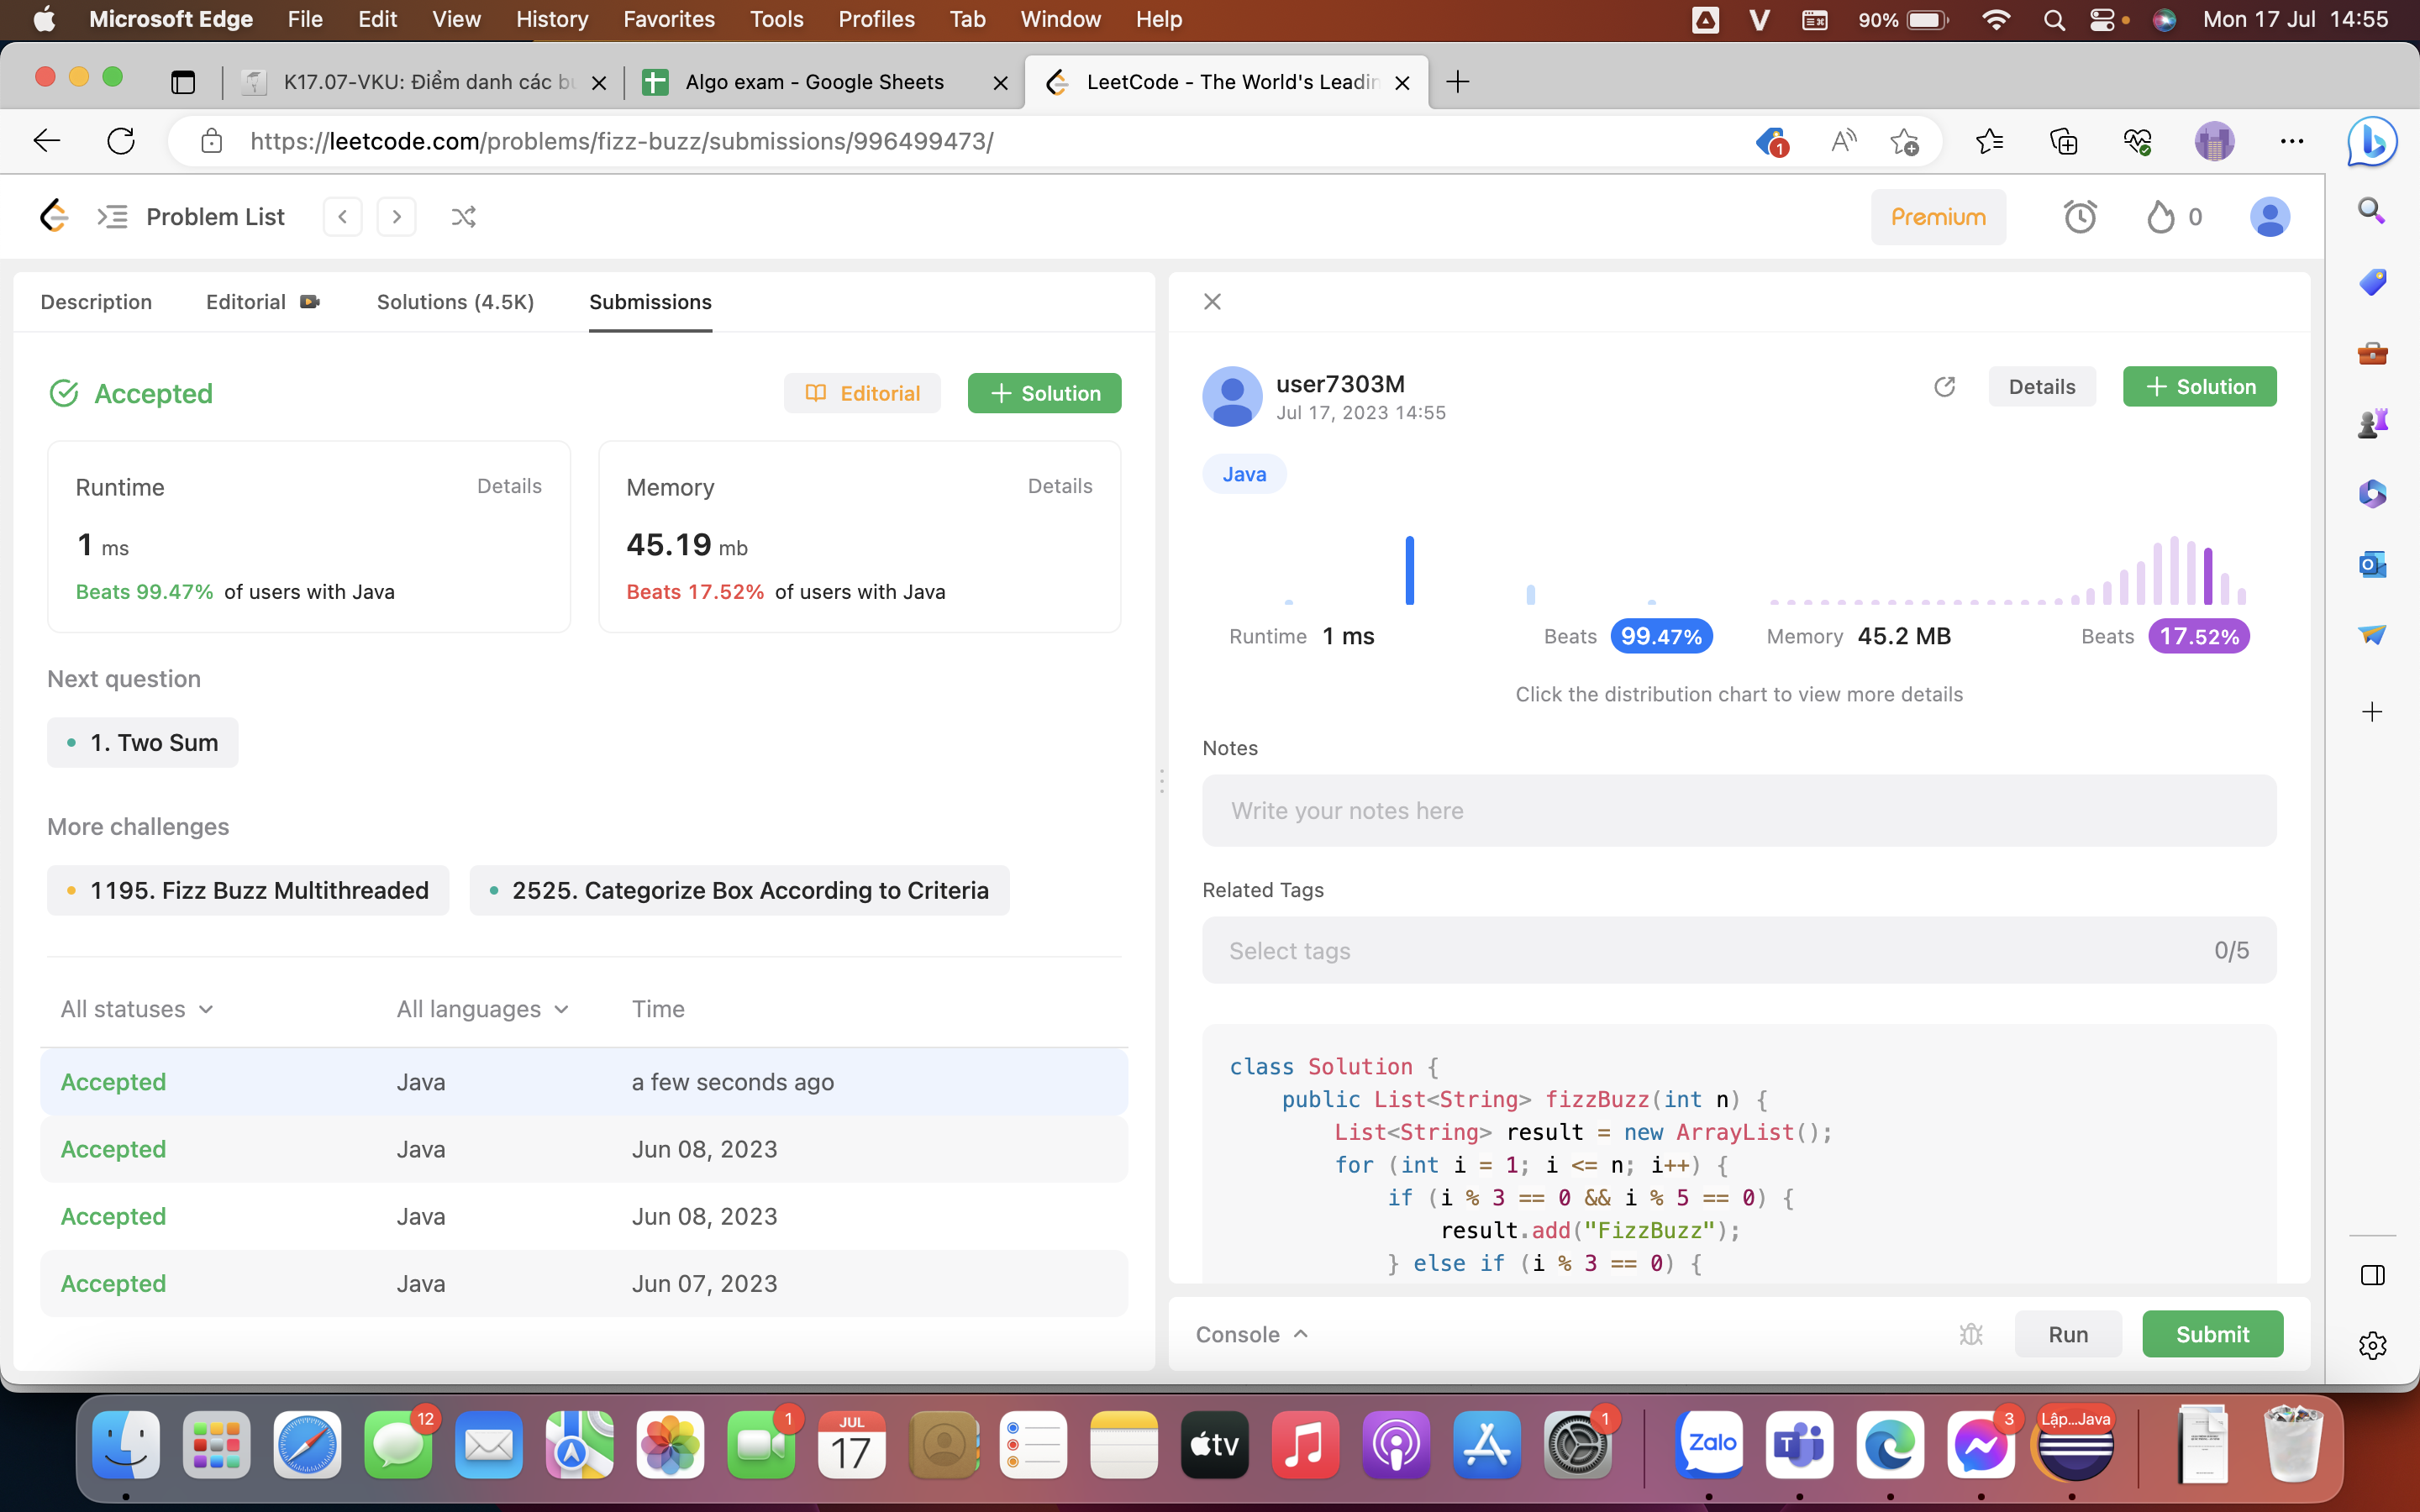 Microsoft Edge File Edit View History Favorites Tools Profiles Tab Window Help 90% Mon 17 Jul 14:55
K17.07-VKU: Điểm danh các bu Algo exam - Google Sheets LeetCode - The World's Leadin
https://leetcode.com/problems/fizz-buzz/submissions/996499473/ 1
Problem List Premium 0
Description Editorial Solutions (4.5K) Submissions
Accepted Editorial Solution
Runtime Details
1 ms
Beats 99.47% of users with Java
Memory Details
45.19 mb
Beats 17.52% of users with Java
Next question
1. Two Sum
More challenges
1195. Fizz Buzz Multithreaded 2525. Categorize Box According to Criteria
All statuses All languages Time
Accepted Java a few seconds ago
Accepted Java Jun 08, 2023
Accepted Java Jun 08, 2023
Accepted Java Jun 07, 2023
user7303M Details Solution
Jul 17, 2023 14:55
Java
Runtime 1 ms Beats 99.47% Memory 45.2 MB Beats 17.52%
Click the distribution chart to view more details
Notes
Write your notes here
Related Tags
Select tags 0/5
class Solution {
public List<String> fizzBuzz(int n) {
List<String> result = new ArrayList();
for (int i = 1; i <= n; i++) {
if (i % 3 == 0 && i % 5 == 0) {
result.add("FizzBuzz");
} else if (i % 3 == 0) {
Console Run Submit
12 1 JUL 17 tv 1 Zalo 3 Lập...Java